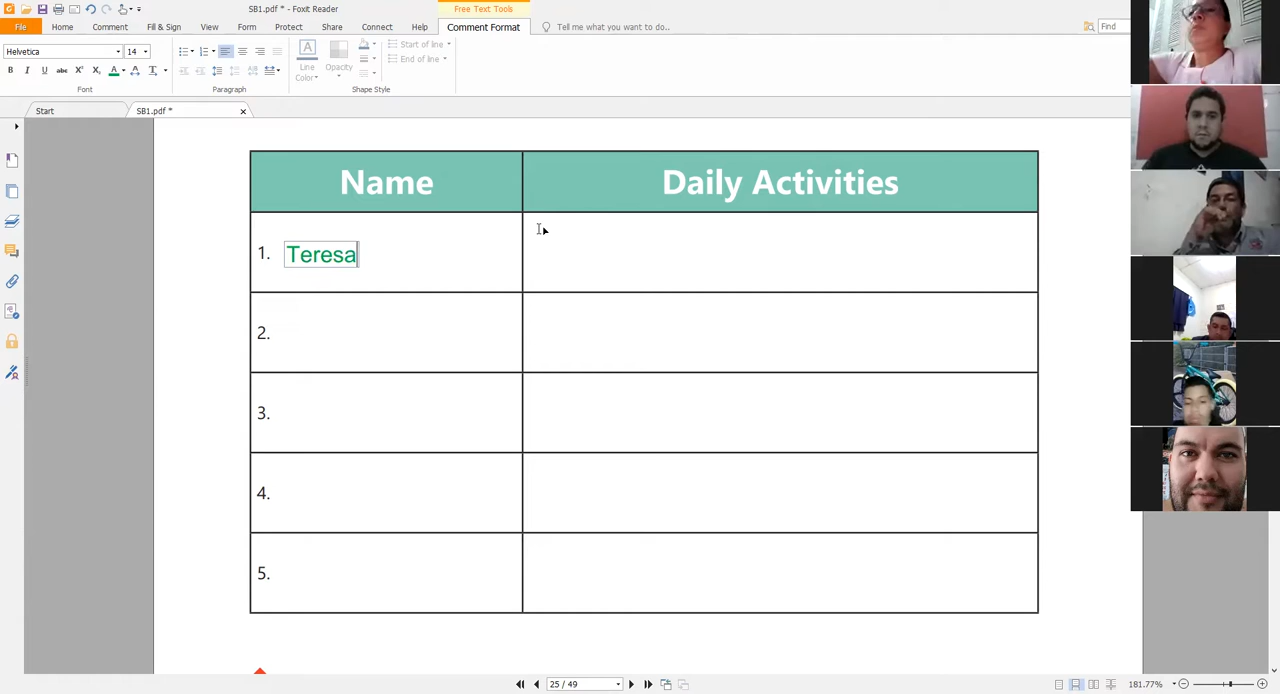 SB1.pdf * - Foxit Reader
Free Text Tools
File Home Comment Fill & Sign View Form Protect Share Connect Help Comment Format Tell me what you want to do.. Find
Helvetica 14 Start of line
Line Color Opacity End of line
B I U abc X² X₂ A T
Font Paragraph Shape Style
Start SB1.pdf *
Name Daily Activities
1. Teresa
2.
3.
4.
5.
25 / 49 181.77%